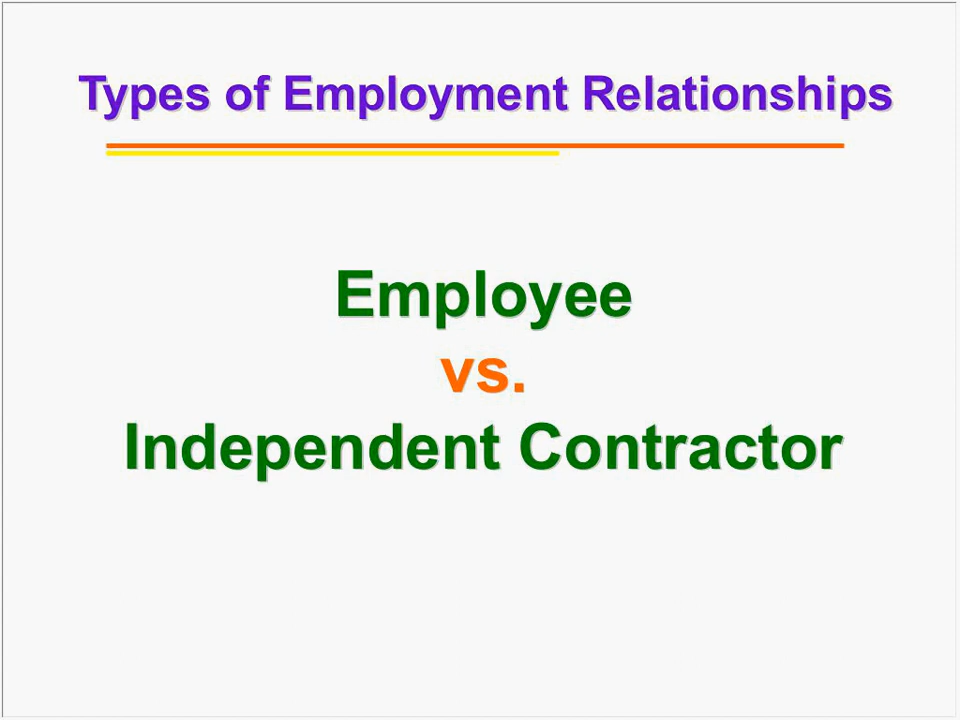 Types of Employment Relationships
Employee
vs.
Independent Contractor